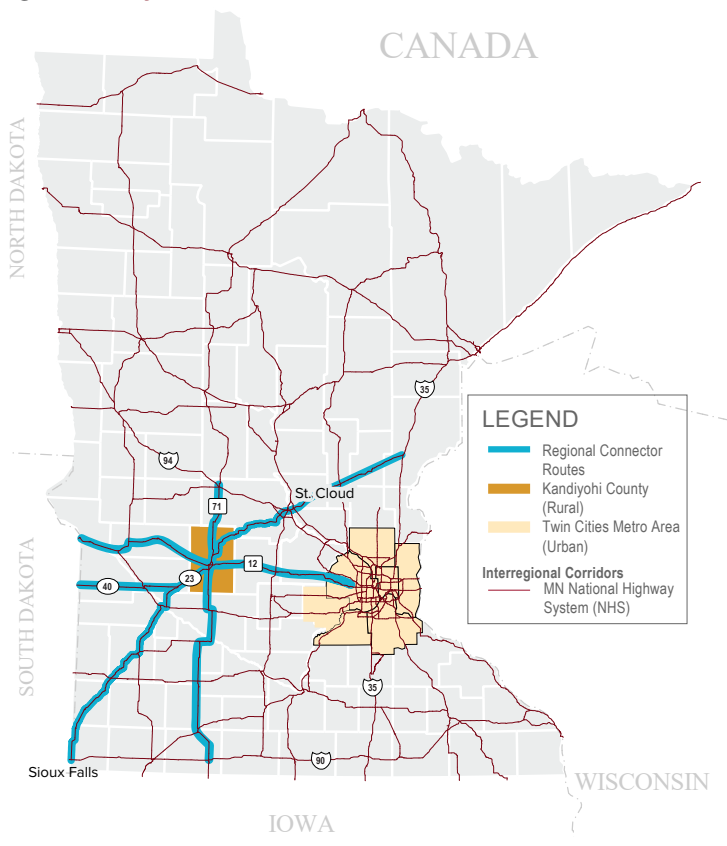 CANADA
NORTH DAKOTA
35
LEGEND
Regional Connector
Routes
Kandiyohi County
(Rural)
Twin Cities Metro Area
(Urban)
Interregional Corridors
MN National Highway
System (NHS)
94
St. Cloud
71
12
23
40
SOUTH DAKOTA
35
90
Sioux Falls
WISCONSIN
IOWA